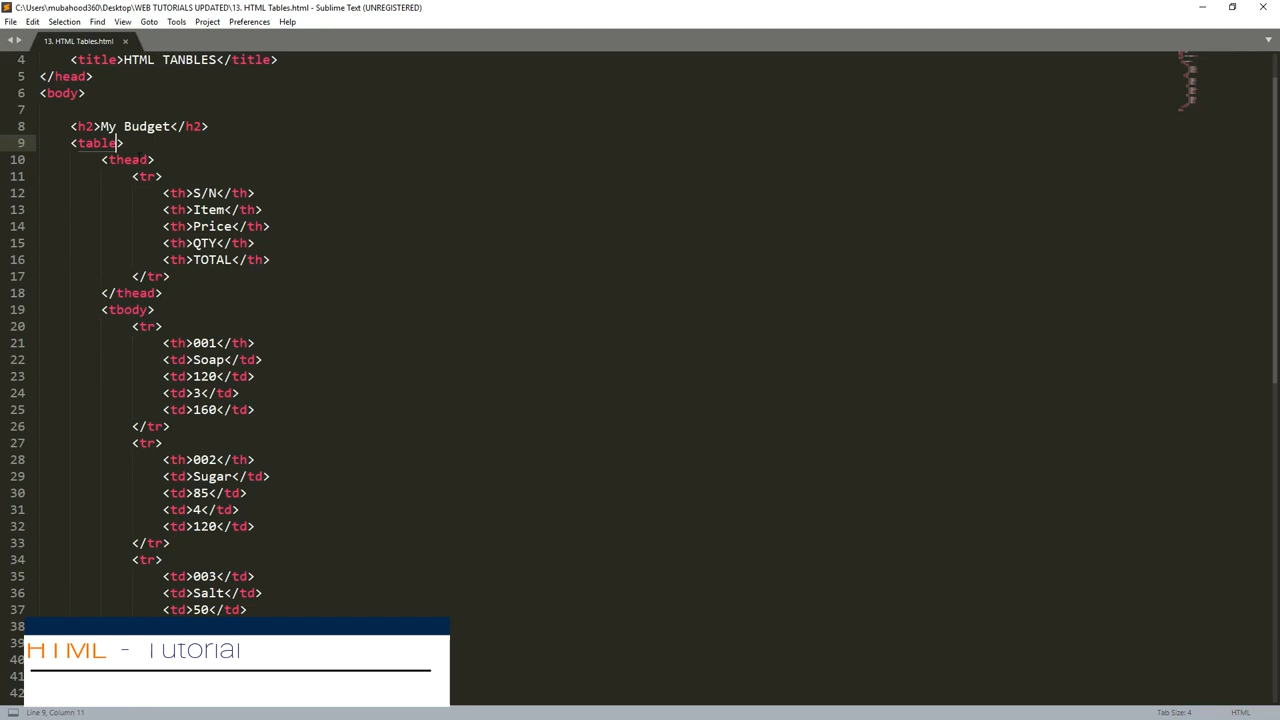 C:\Users\mubahood360\Desktop\WEB TUTORIALS UPDATED\13. HTML Tables.html - Sublime Text (UNREGISTERED)
File Edit Selection Find View Goto Tools Project Preferences Help
13. HTML Tables.html ×
4 <title>HTML TANBLES</title>
5 </head>
6 <body>
7
8 <h2>My Budget</h2>
9 <table>
10 <thead>
11 <tr>
12 <th>S/N</th>
13 <th>Item</th>
14 <th>Price</th>
15 <th>QTY</th>
16 <th>TOTAL</th>
17 </tr>
18 </thead>
19 <tbody>
20 <tr>
21 <th>001</th>
22 <td>Soap</td>
23 <td>120</td>
24 <td>3</td>
25 <td>160</td>
26 </tr>
27 <tr>
28 <th>002</th>
29 <td>Sugar</td>
30 <td>85</td>
31 <td>4</td>
32 <td>120</td>
33 </tr>
34 <tr>
35 <td>003</td>
36 <td>Salt</td>
37 <td>50</td>
38
39
40
41
42
HTML - Tutorial
Line 9, Column 11
Tab Size: 4
HTML